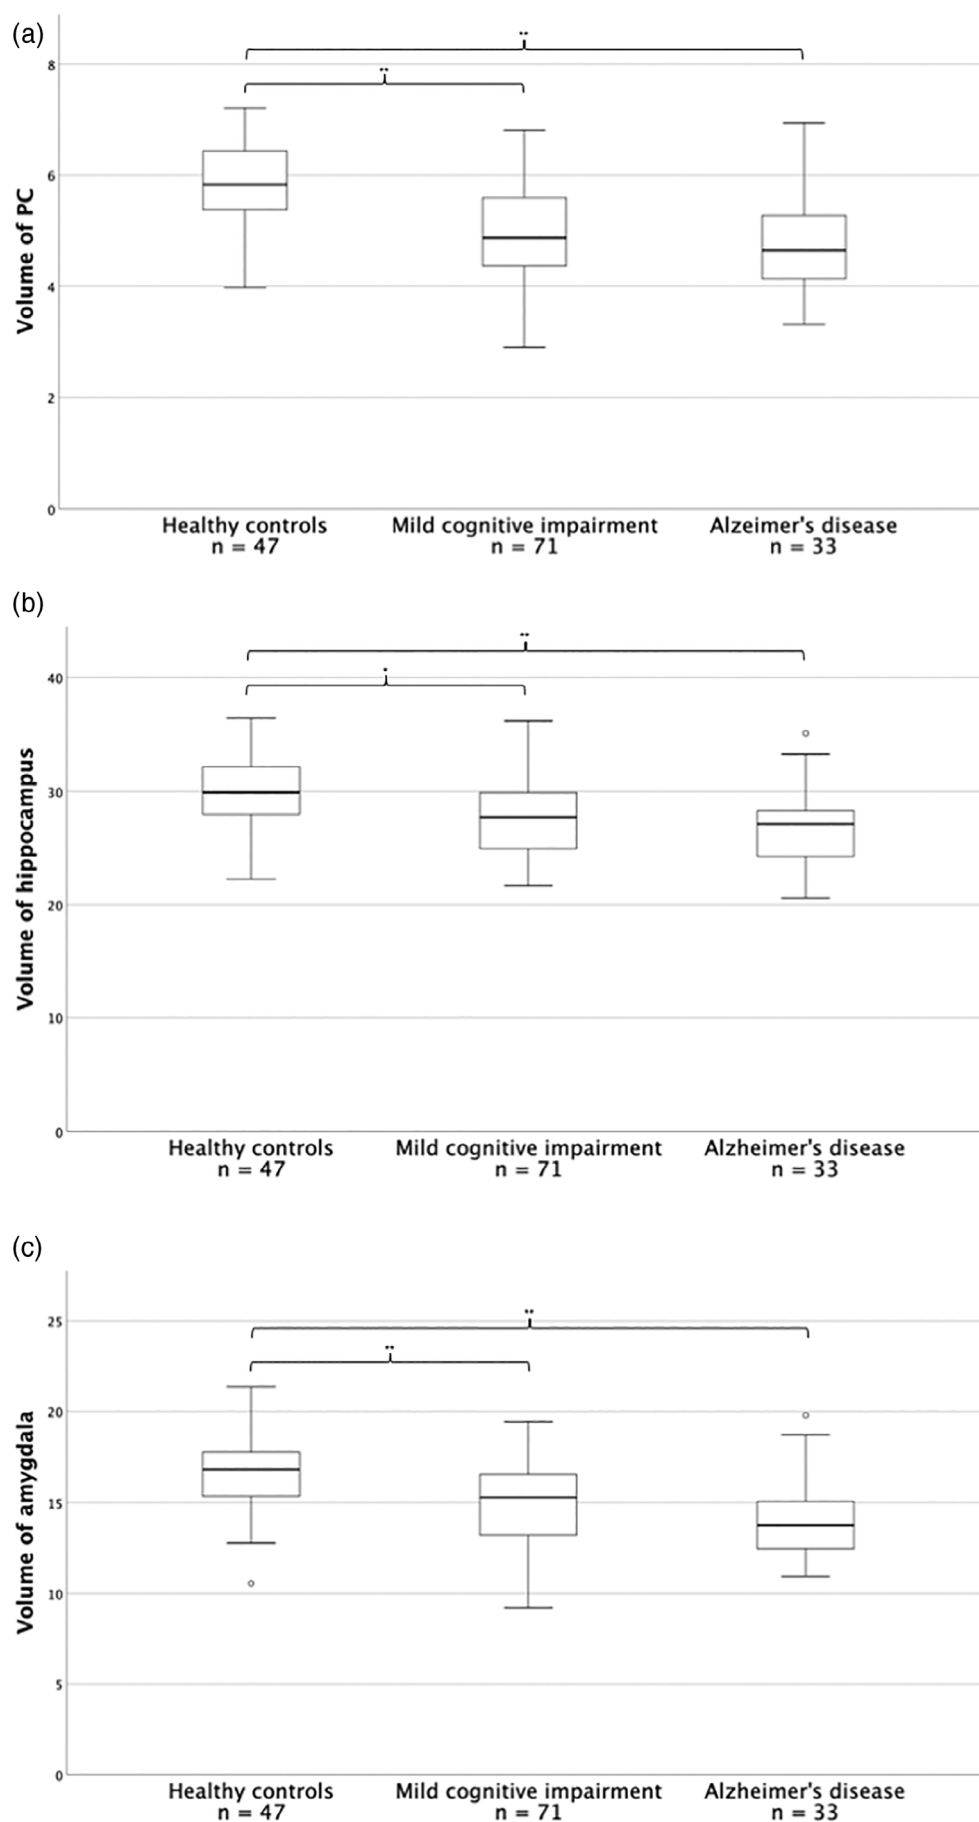 (a)
**
8
**
6
4
2
0
Volume of PC
Healthy controls Mild cognitive impairment Alzeimer's disease
n = 47 n = 71 n = 33
(b)
**
*
40
30
20
10
0
Volume of hippocampus
Healthy controls Mild cognitive impairment Alzheimer's disease
n = 47 n = 71 n = 33
(c)
**
25
**
20
15
10
5
0
Volume of amygdala
Healthy controls Mild cognitive impairment Alzheimer's disease
n = 47 n = 71 n = 33